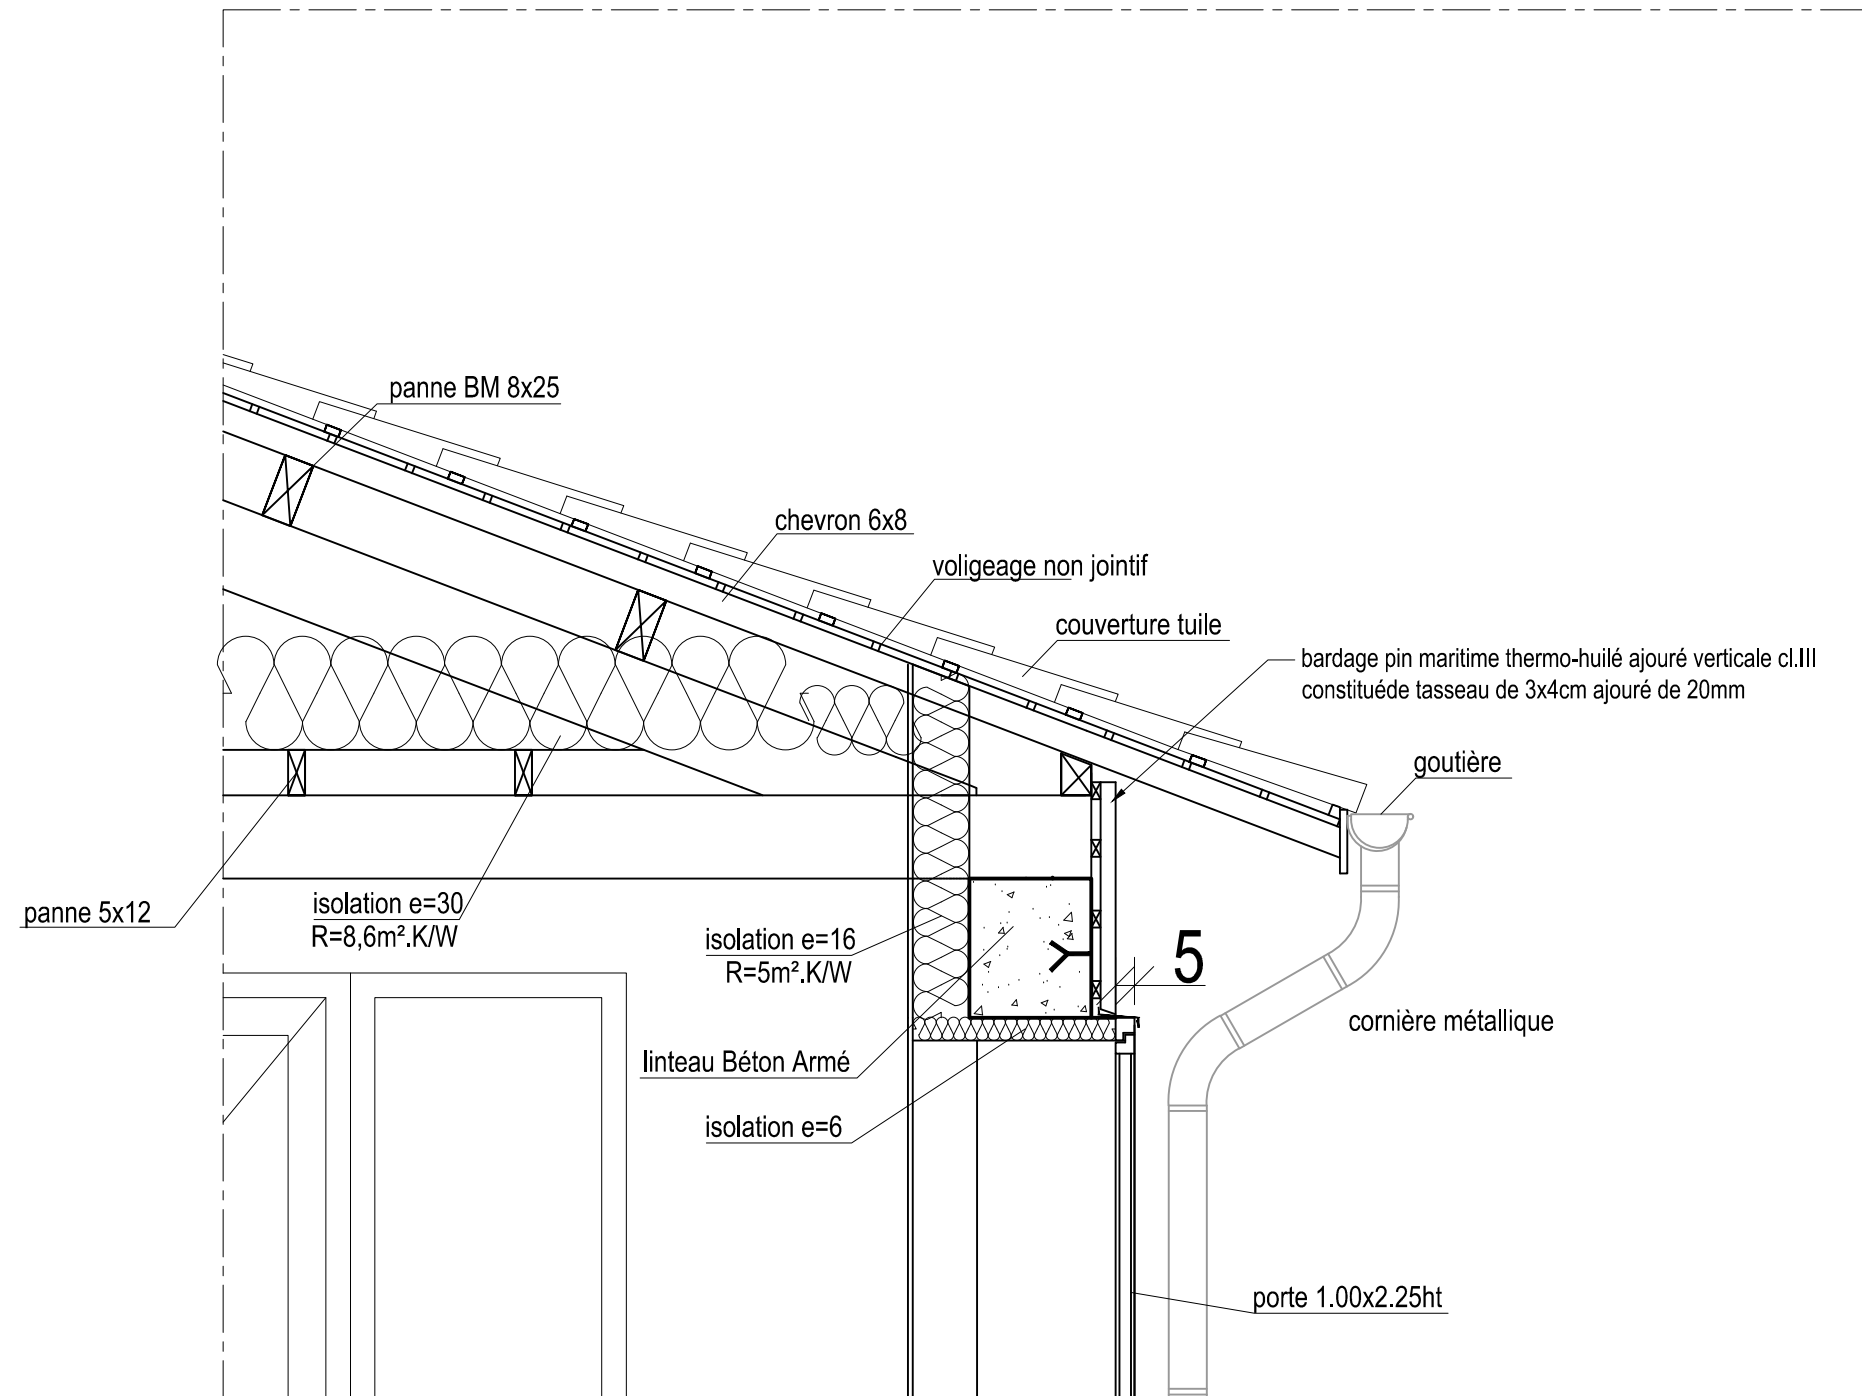 panne BM 8x25
chevron 6x8
voligeage non jointif
couverture tuile
bardage pin maritime thermo-huilé ajouré verticale cl.III
constituéde tasseau de 3x4cm ajouré de 20mm
goutière
panne 5x12
isolation e=30
R=8,6m².K/W
isolation e=16
R=5m².K/W
5
cornière métallique
linteau Béton Armé
isolation e=6
porte 1.00x2.25ht